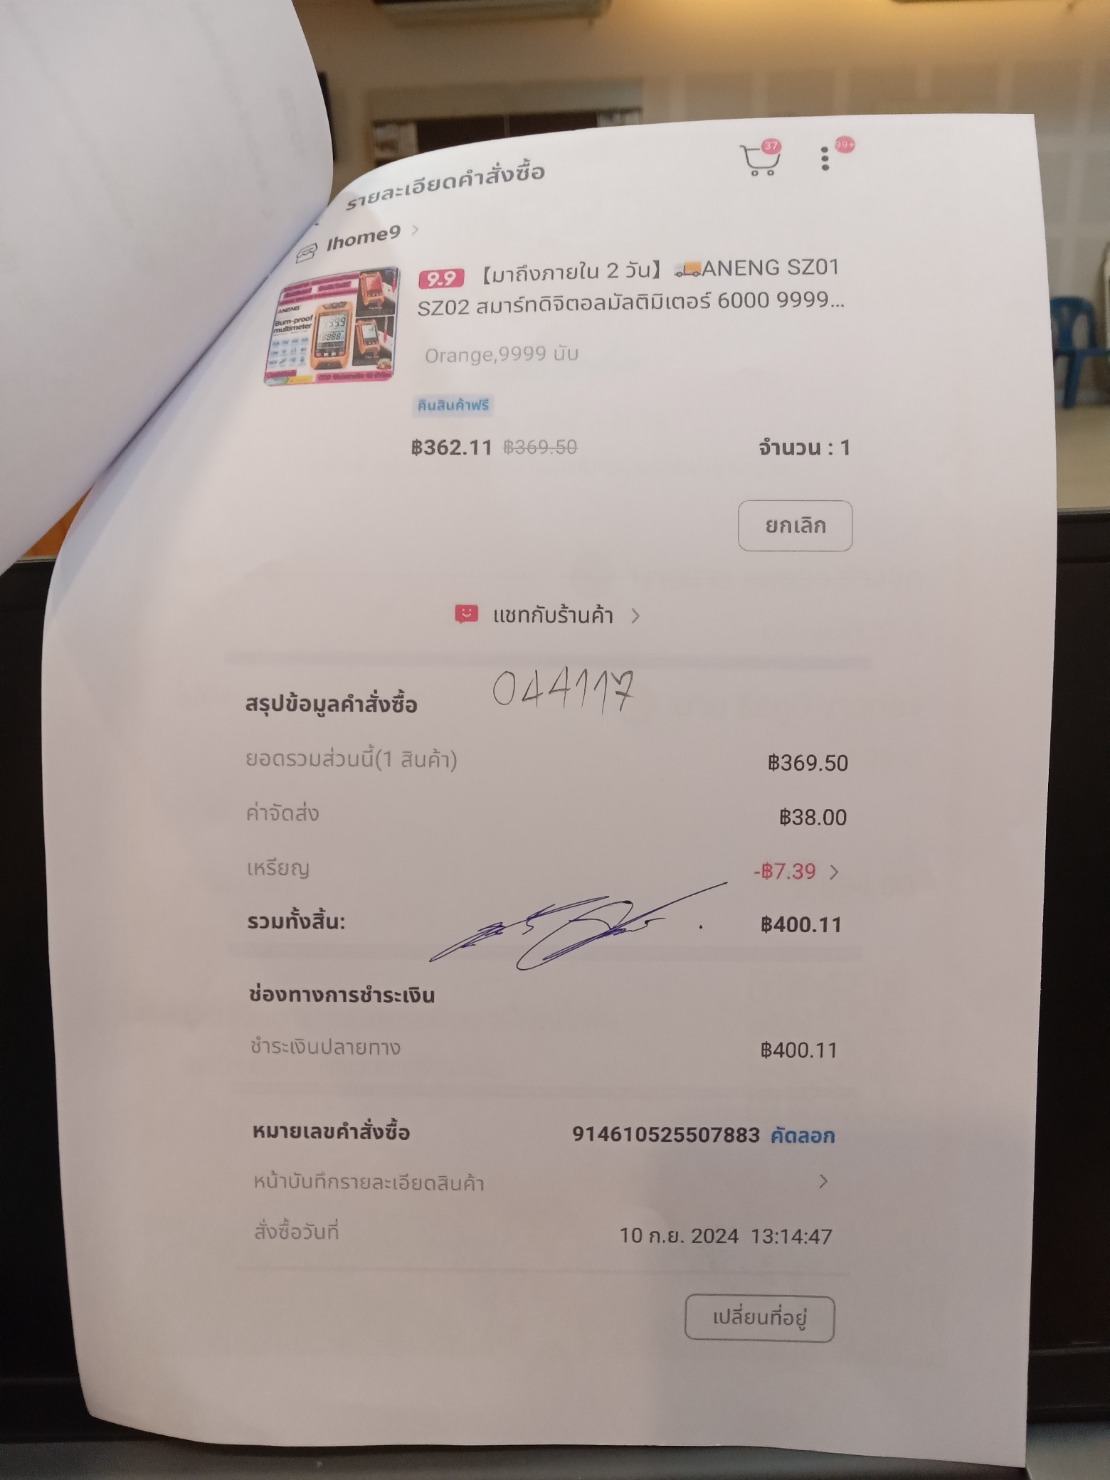 รายละเอียดคำสั่งซื้อ
37
99+
lhome9 >
9.9 【มาถึงภายใน 2 วัน】 ANENG SZ01
SZ02 สมาร์ทดิจิตอลมัลติมิเตอร์ 6000 9999...
ANENG
Burn-proof
multimeter
Orange,9999 นับ
คืนสินค้าฟรี
฿362.11 ฿369.50 จำนวน : 1
ยกเลิก
แชทกับร้านค้า >
044117
สรุปข้อมูลคำสั่งซื้อ
ยอดรวมส่วนนี้(1 สินค้า) ฿369.50
ค่าจัดส่ง ฿38.00
เหรียญ -฿7.39 >
รวมทั้งสิ้น: ฿400.11
ช่องทางการชำระเงิน
ชำระเงินปลายทาง ฿400.11
หมายเลขคำสั่งซื้อ 914610525507883 คัดลอก
หน้าบันทึกรายละเอียดสินค้า >
สั่งซื้อวันที่ 10 ก.ย. 2024 13:14:47
เปลี่ยนที่อยู่